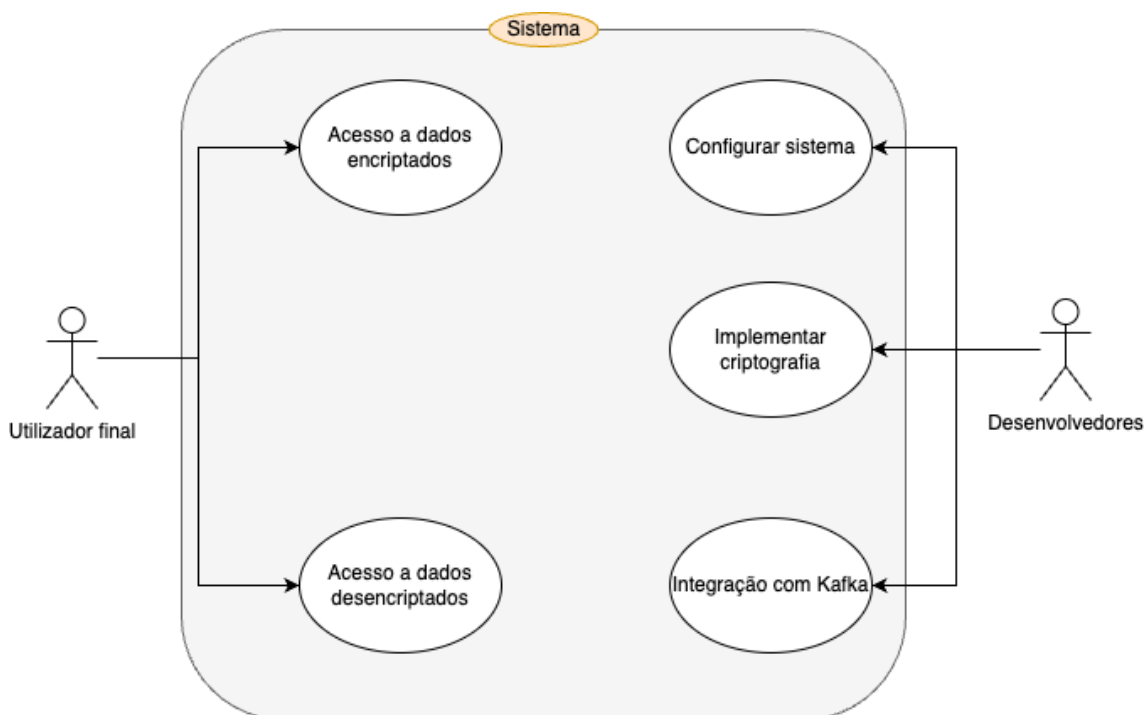 Sistema
Acesso a dados
encriptados
Configurar sistema
Implementar
criptografia
Utilizador final
Desenvolvedores
Acesso a dados
desencriptados
Integração com Kafka